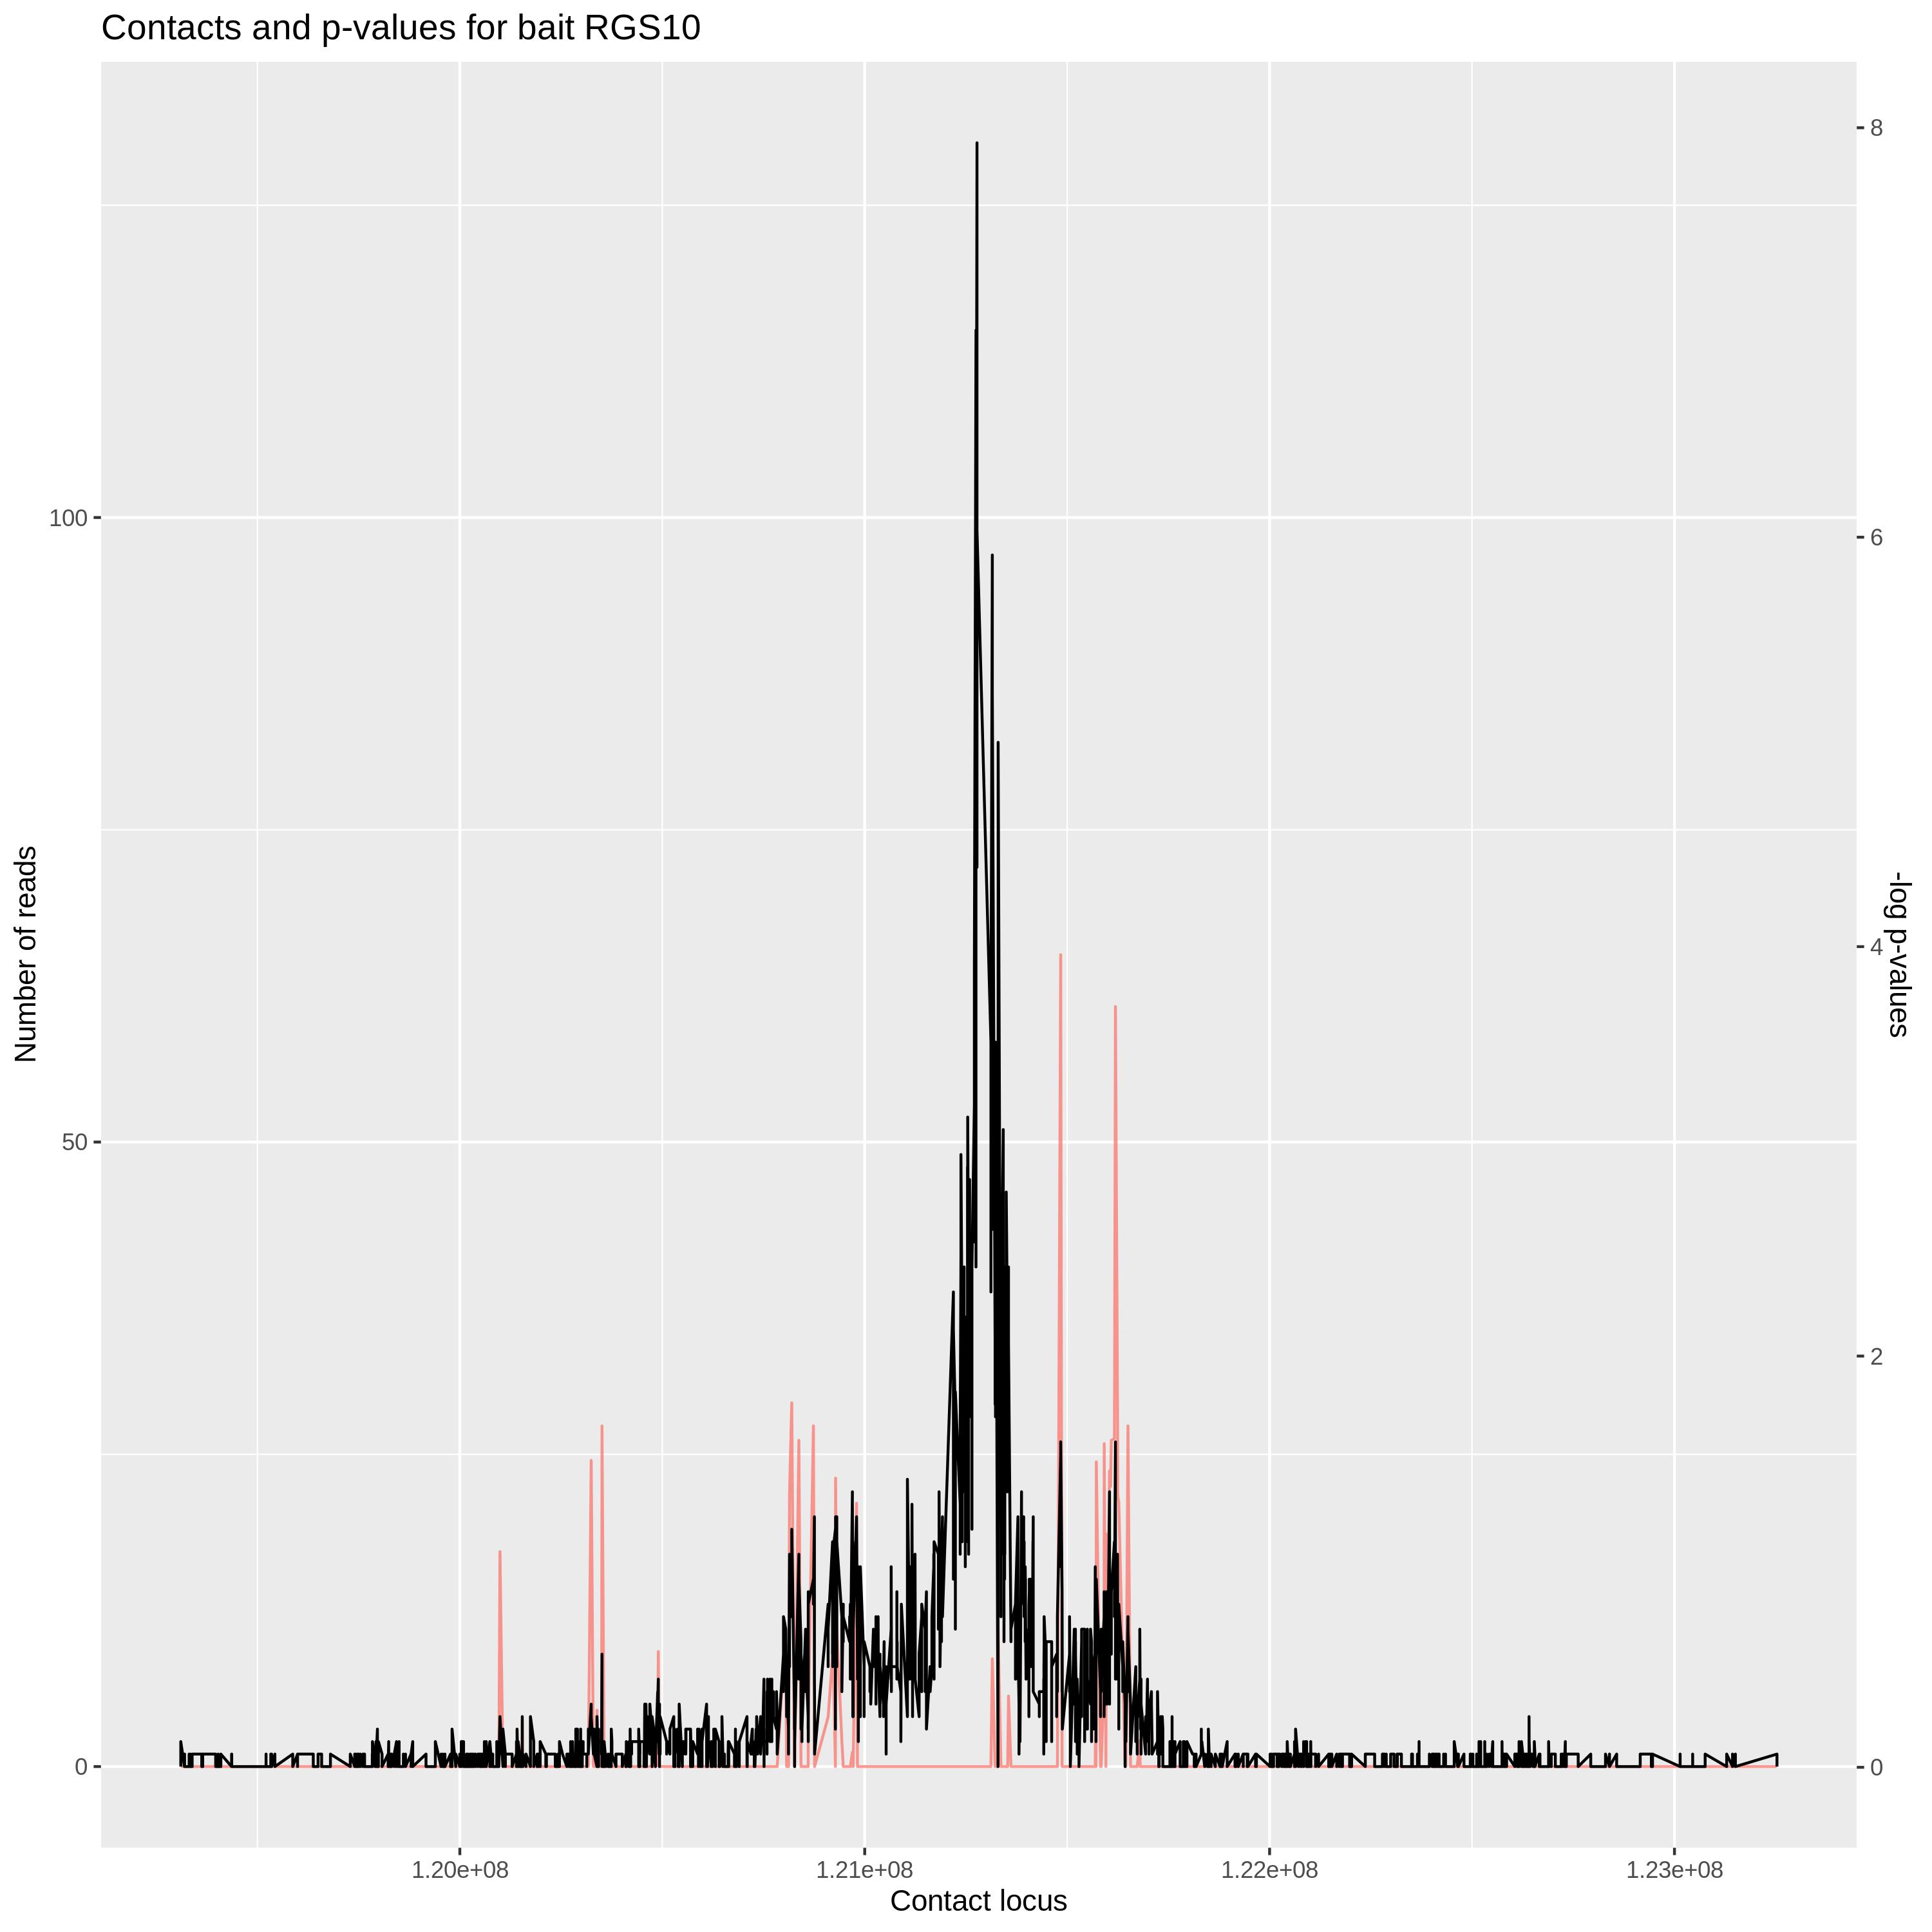 Contacts and p-values for bait RGS10
Number of reads
100
50
0
8
6
4
2
0
-log p-values
1.20e+08
1.21e+08
1.22e+08
1.23e+08
Contact locus